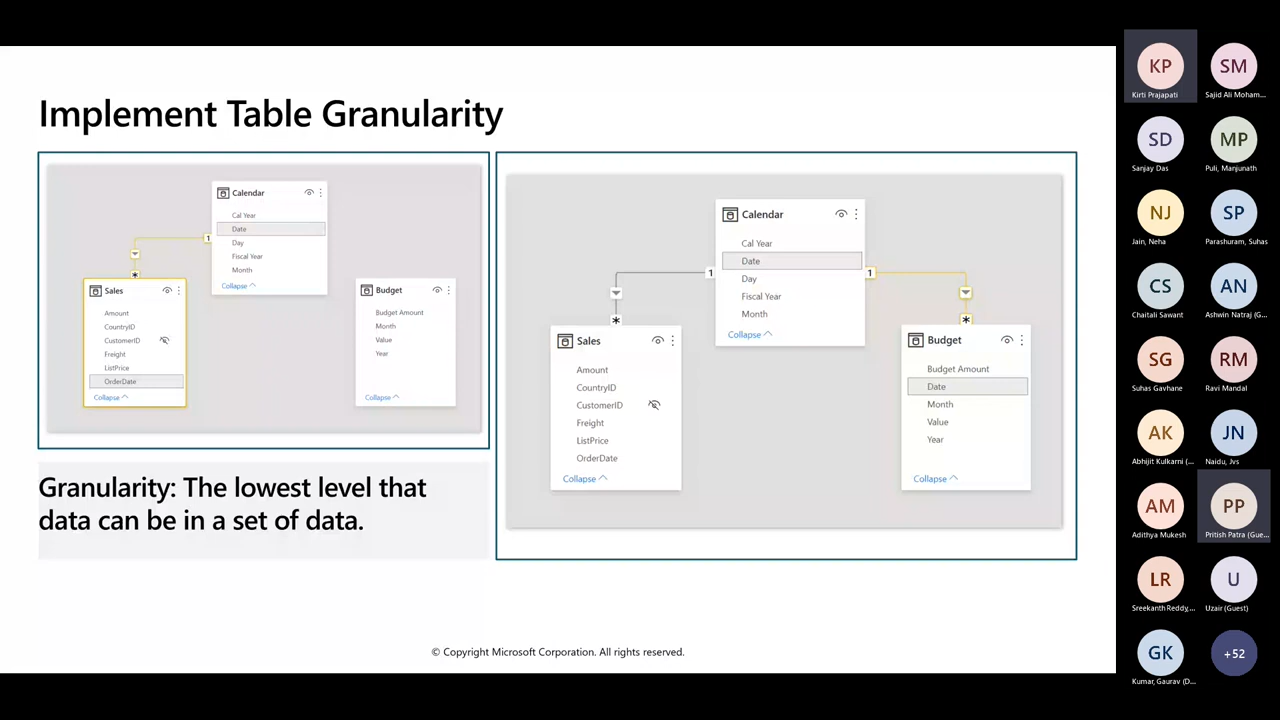 Implement Table Granularity
Calendar
Cal Year
Date
Day
Fiscal Year
Month
Collapse
1
*
Sales
Amount
CountryID
CustomerID
Freight
ListPrice
OrderDate
Collapse
Budget
Budget Amount
Month
Value
Year
Collapse
Granularity: The lowest level that
data can be in a set of data.
Calendar
Cal Year
Date
Day
Fiscal Year
Month
Collapse
1
1
*
*
Sales
Amount
CountryID
CustomerID
Freight
ListPrice
OrderDate
Collapse
Budget
Budget Amount
Date
Month
Value
Year
Collapse
© Copyright Microsoft Corporation. All rights reserved.
KP
Kirti Prajapati
SM
Sajid Ali Moham...
SD
Sanjay Das
MP
Puli, Manjunath
NJ
Jain, Neha
SP
Parashuram, Suhas
CS
Chaitali Sawant
AN
Ashwin Natraj (G...
SG
Suhas Gavhane
RM
Ravi Mandal
AK
Abhijit Kulkarni (...
JN
Naidu, Jvs
AM
Adithya Mukesh
PP
Pritish Patra (Gue...
LR
Sreekanth Reddy,...
U
Uzair (Guest)
GK
Kumar, Gaurav (D...
+52